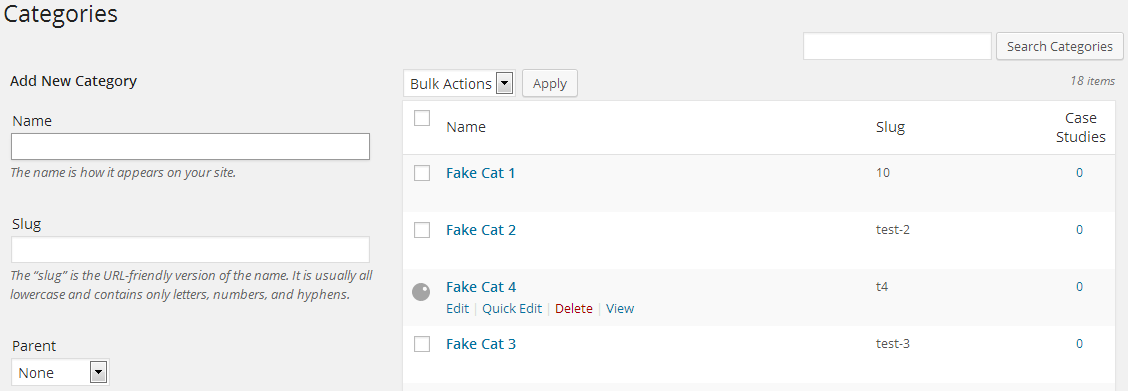 Categories
Search Categories
Add New Category
Bulk Actions
Apply
18 items
Name
The name is how it appears on your site.
Slug
The “slug” is the URL-friendly version of the name. It is usually all
lowercase and contains only letters, numbers, and hyphens.
Parent
None
Name Slug Case
Studies
Fake Cat 1 10 0
Fake Cat 2 test-2 0
Fake Cat 4 t4 0
Edit | Quick Edit | Delete | View
Fake Cat 3 test-3 0